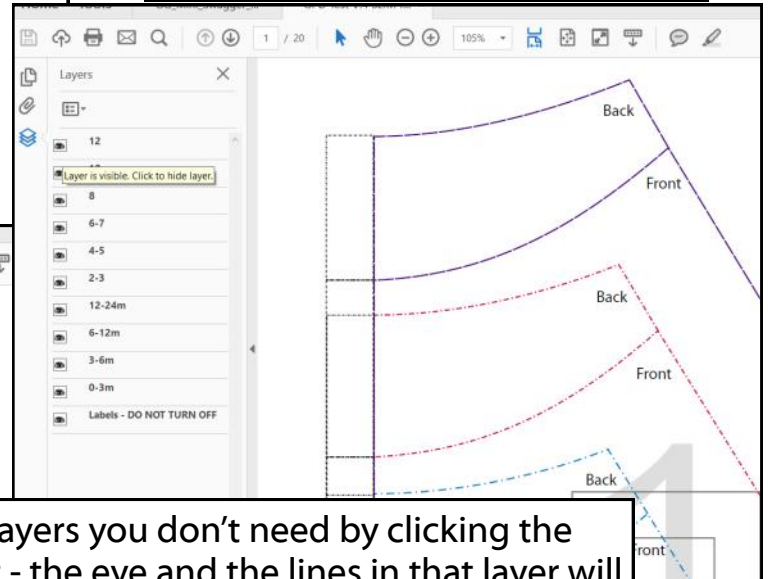 1 / 20
105%
Layers
12
Layer is visible. Click to hide layer.
8
6-7
4-5
2-3
12-24m
6-12m
3-6m
0-3m
Labels - DO NOT TURN OFF
Back
Front
Back
Front
Back
Front
1
ayers you don't need by clicking the
- the eye and the lines in that layer will